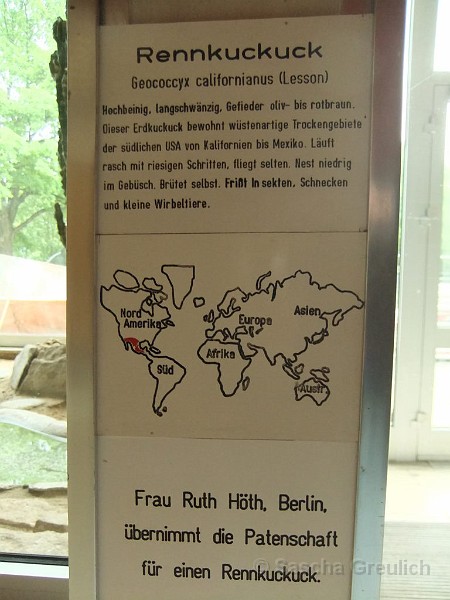 Rennkuckuck
Geococcyx californianus (Lesson)
Hochbeinig, langschwänzig, Gefieder oliv- bis rotbraun.
Dieser Erdkuckuck bewohnt wüstenartige Trockengebiete
der südlichen USA von Kalifornien bis Mexiko. Läuft
rasch mit riesigen Schritten, fliegt selten. Nest niedrig
im Gebüsch. Brütet selbst. Frißt Insekten, Schnecken
und kleine Wirbeltiere.
Nord
Amerika
Europa
Asien
Afrika
Süd
Austr.
Frau Ruth Höth, Berlin,
übernimmt die Patenschaft
für einen Rennkuckuck.
© Sascha Greulich